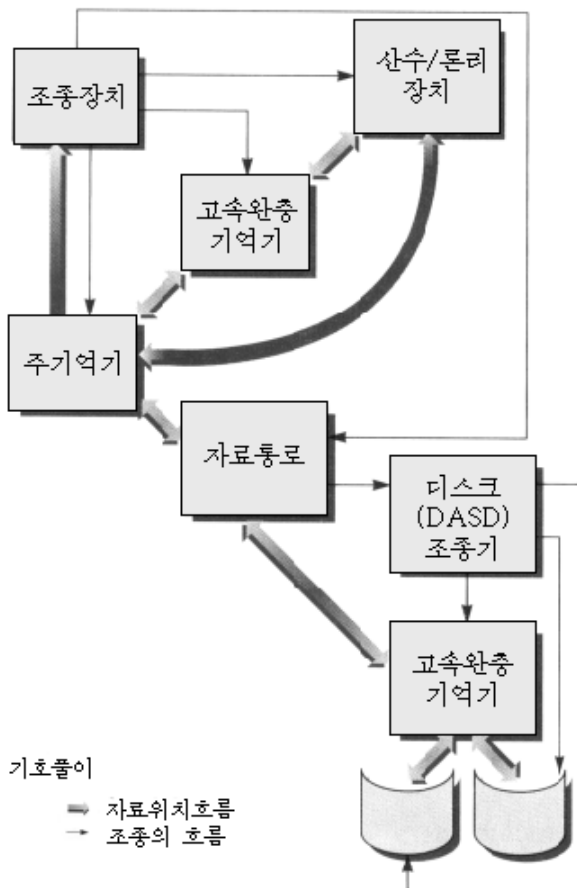 조종장치
산수/론리
장치
고속완충
기억기
주기억기
자료통로
디스크
(DASD)
조종기
고속완충
기억기
기호풀이
자료위치흐름
조종의 흐름